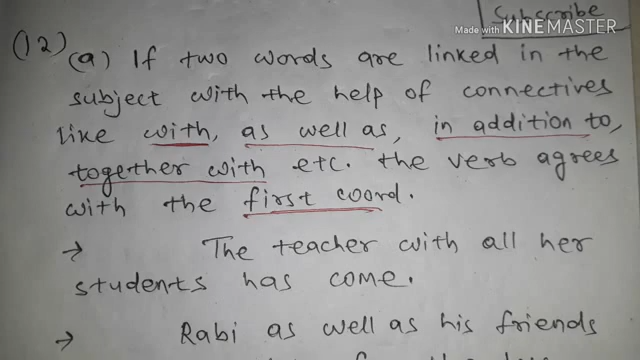 Subscribe
Made with KINEMASTER
(12) (a) If two words are linked in the
subject with the help of connectives
like with, as well as, in addition to,
together with etc. the verb agrees
with the first coord.
→ The teacher with all her
students has come.
→ Rabi as well as his friends